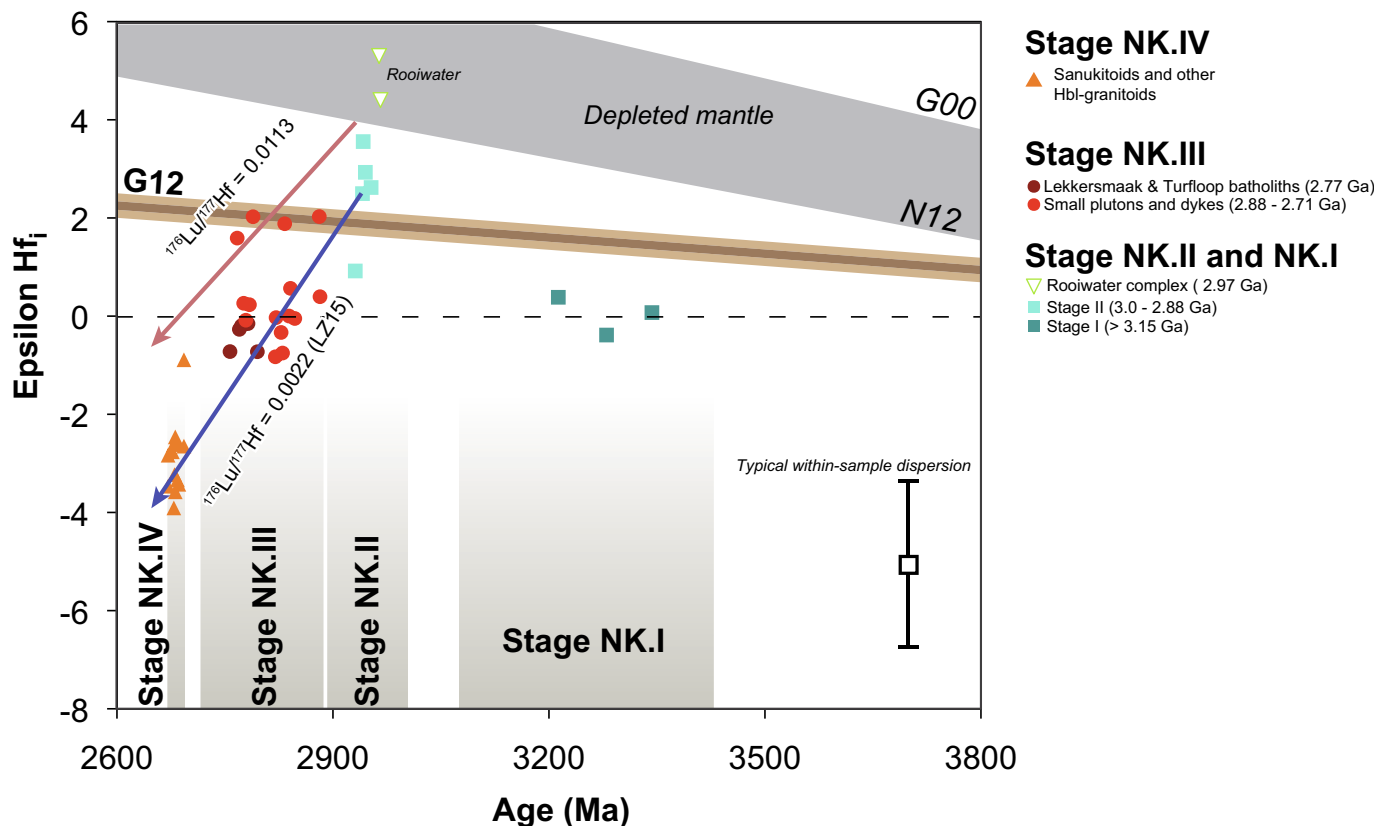 6
4
2
0
-2
-4
-6
-8
Epsilon Hfi
2600
2900
3200
3500
3800
Age (Ma)
Rooiwater
Depleted mantle
G00
N12
G12
176Lu/177Hf = 0.0113
176Lu/177Hf = 0.0022 (LZ15)
Typical within-sample dispersion
Stage NK.IV
Stage NK.III
Stage NK.II
Stage NK.I
Stage NK.IV
Sanukitoids and other
Hbl-granitoids
Stage NK.III
Lekkersmaak & Turfloop batholiths (2.77 Ga)
Small plutons and dykes (2.88 - 2.71 Ga)
Stage NK.II and NK.I
Rooiwater complex ( 2.97 Ga)
Stage II (3.0 - 2.88 Ga)
Stage I (> 3.15 Ga)